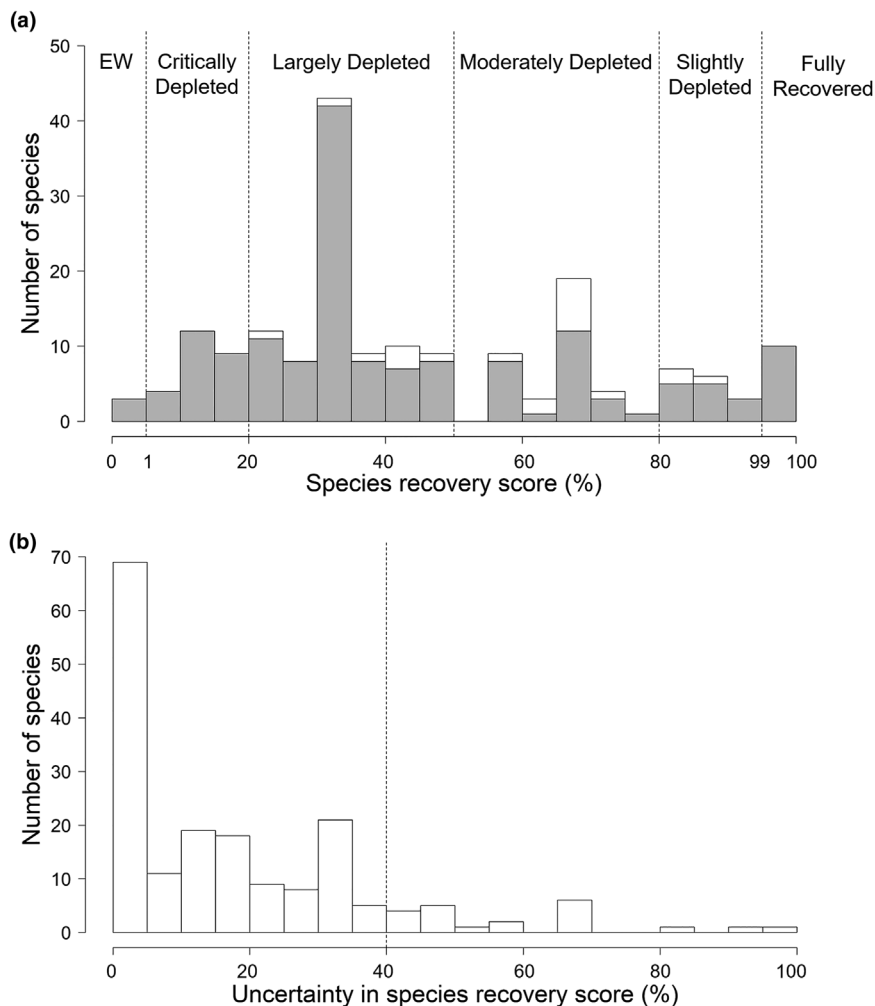 (a)
50
40
30
20
10
0
Number of species
EW
Critically
Depleted
Largely Depleted
Moderately Depleted
Slightly
Depleted
Fully
Recovered
0 1 20 40 60 80 99 100
Species recovery score (%)
(b)
70
60
50
40
30
20
10
0
Number of species
0 20 40 60 80 100
Uncertainty in species recovery score (%)